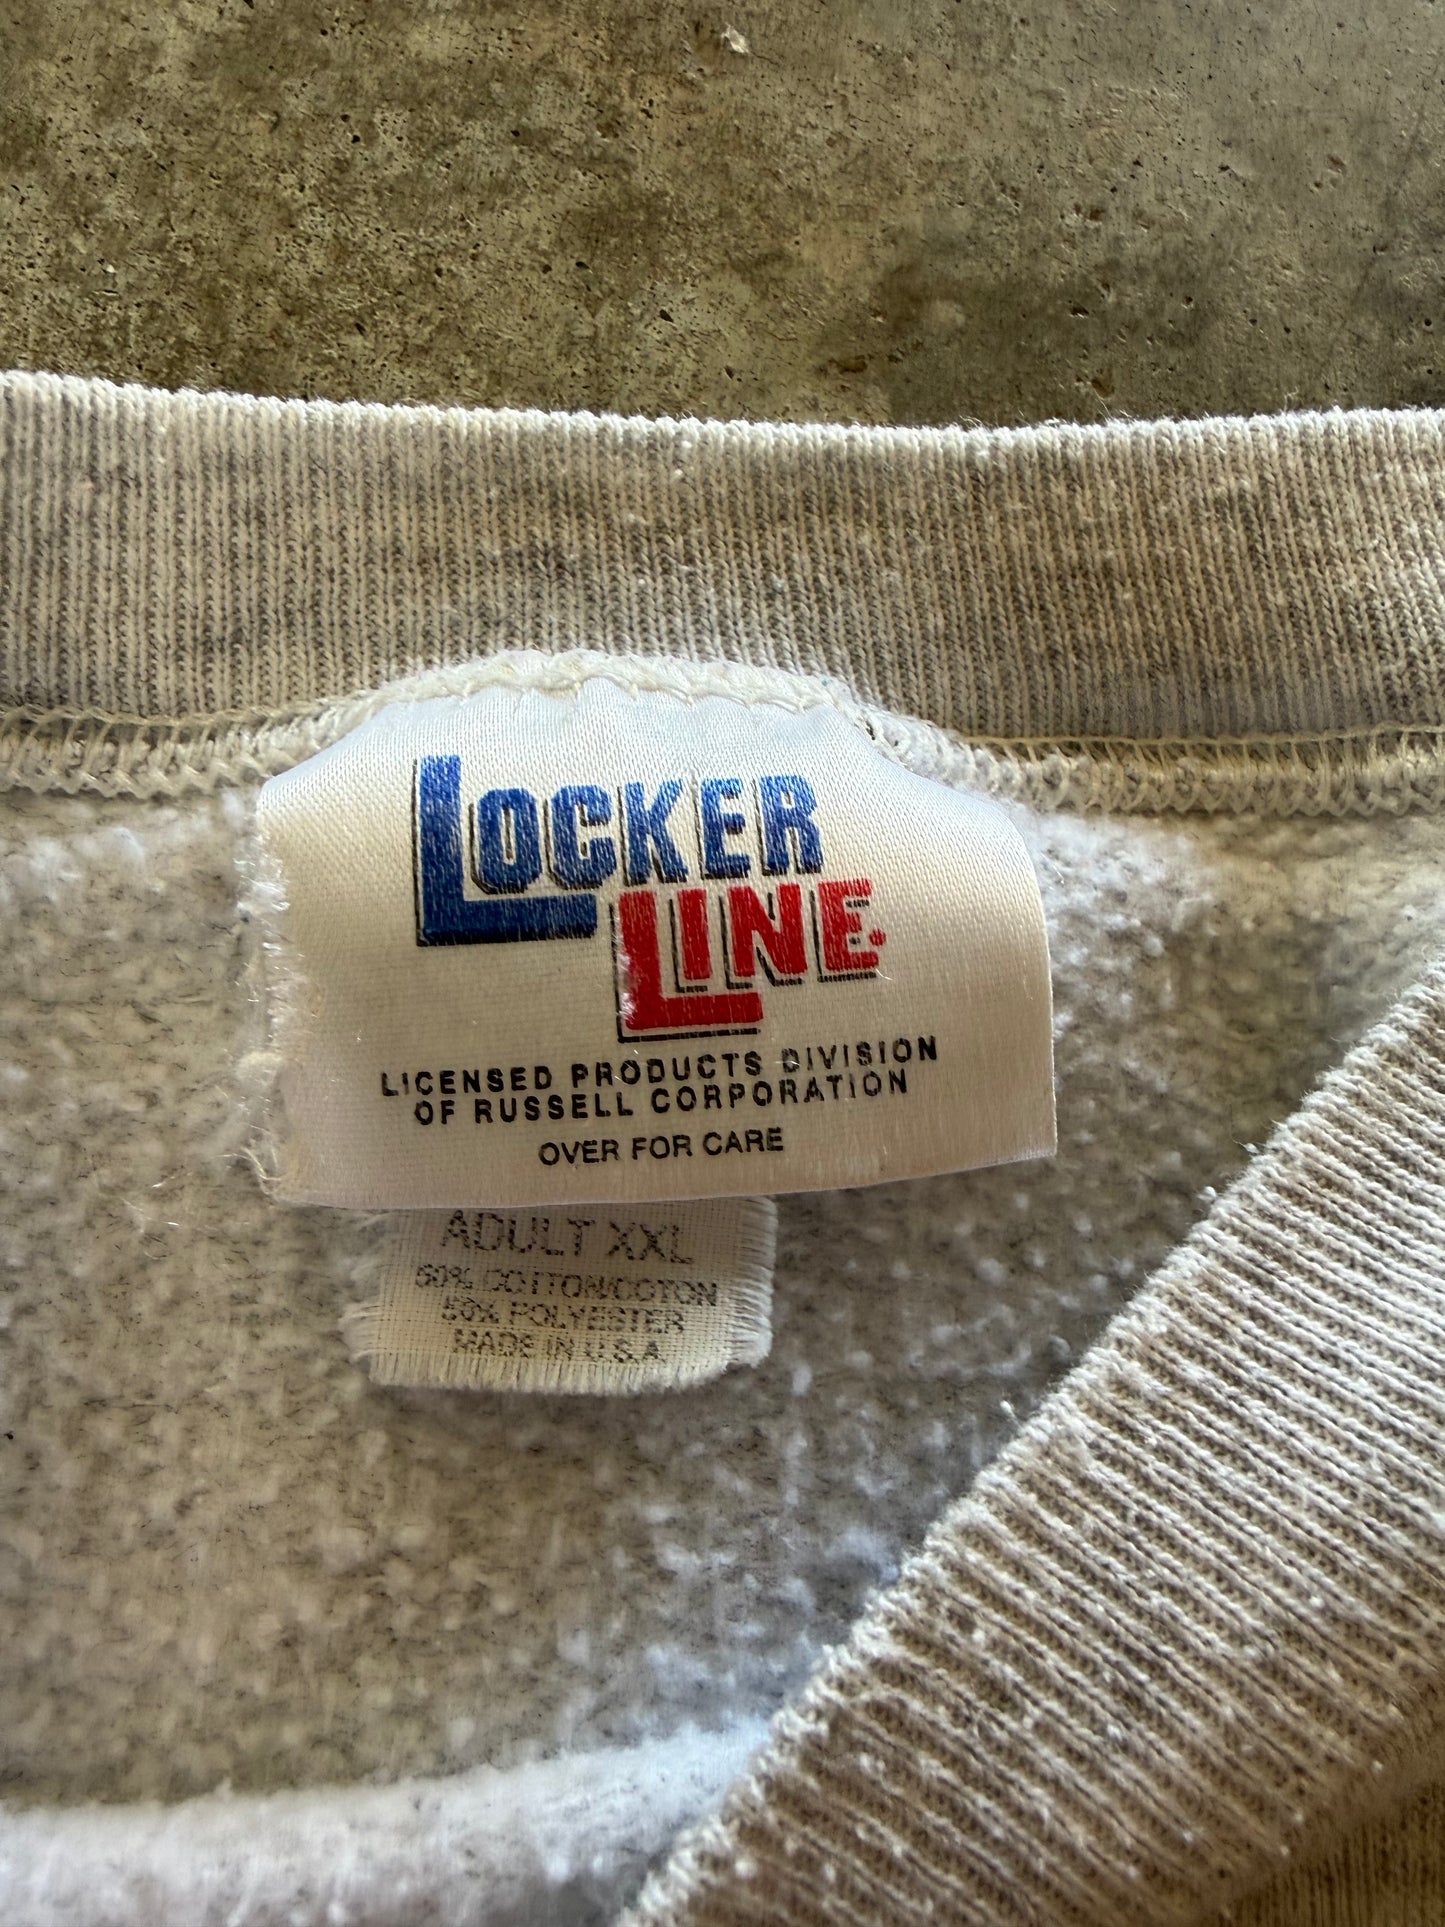 LOCKER
LINE
LICENSED PRODUCTS DIVISION
OF RUSSELL CORPORATION
OVER FOR CARE
ADULT XXL
50% COTTON/COTON
50% POLYESTER
MADE IN U.S.A